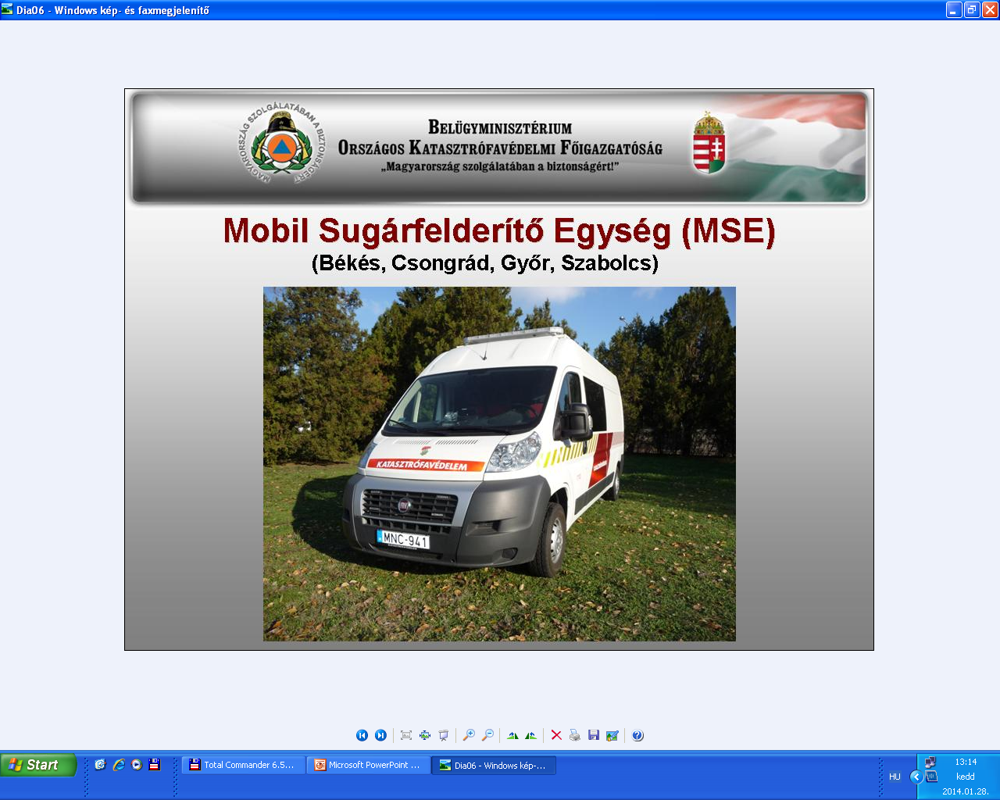 Dia06 - Windows kép- és faxmegjelenítő
MAGYARORSZÁG SZOLGÁLATÁBAN A BIZTONSÁGÉRT
BELÜGYMINISZTÉRIUM
ORSZÁGOS KATASZTRÓFAVÉDELMI FŐIGAZGATÓSÁG
„Magyarország szolgálatában a biztonságért!”
Mobil Sugárfelderítő Egység (MSE)
(Békés, Csongrád, Győr, Szabolcs)
KATASZTRÓFAVÉDELEM
MNC-941
Start
Total Commander 6.5...
Microsoft PowerPoint ...
Dia06 - Windows kép-...
HU
13:14
kedd
2014.01.28.